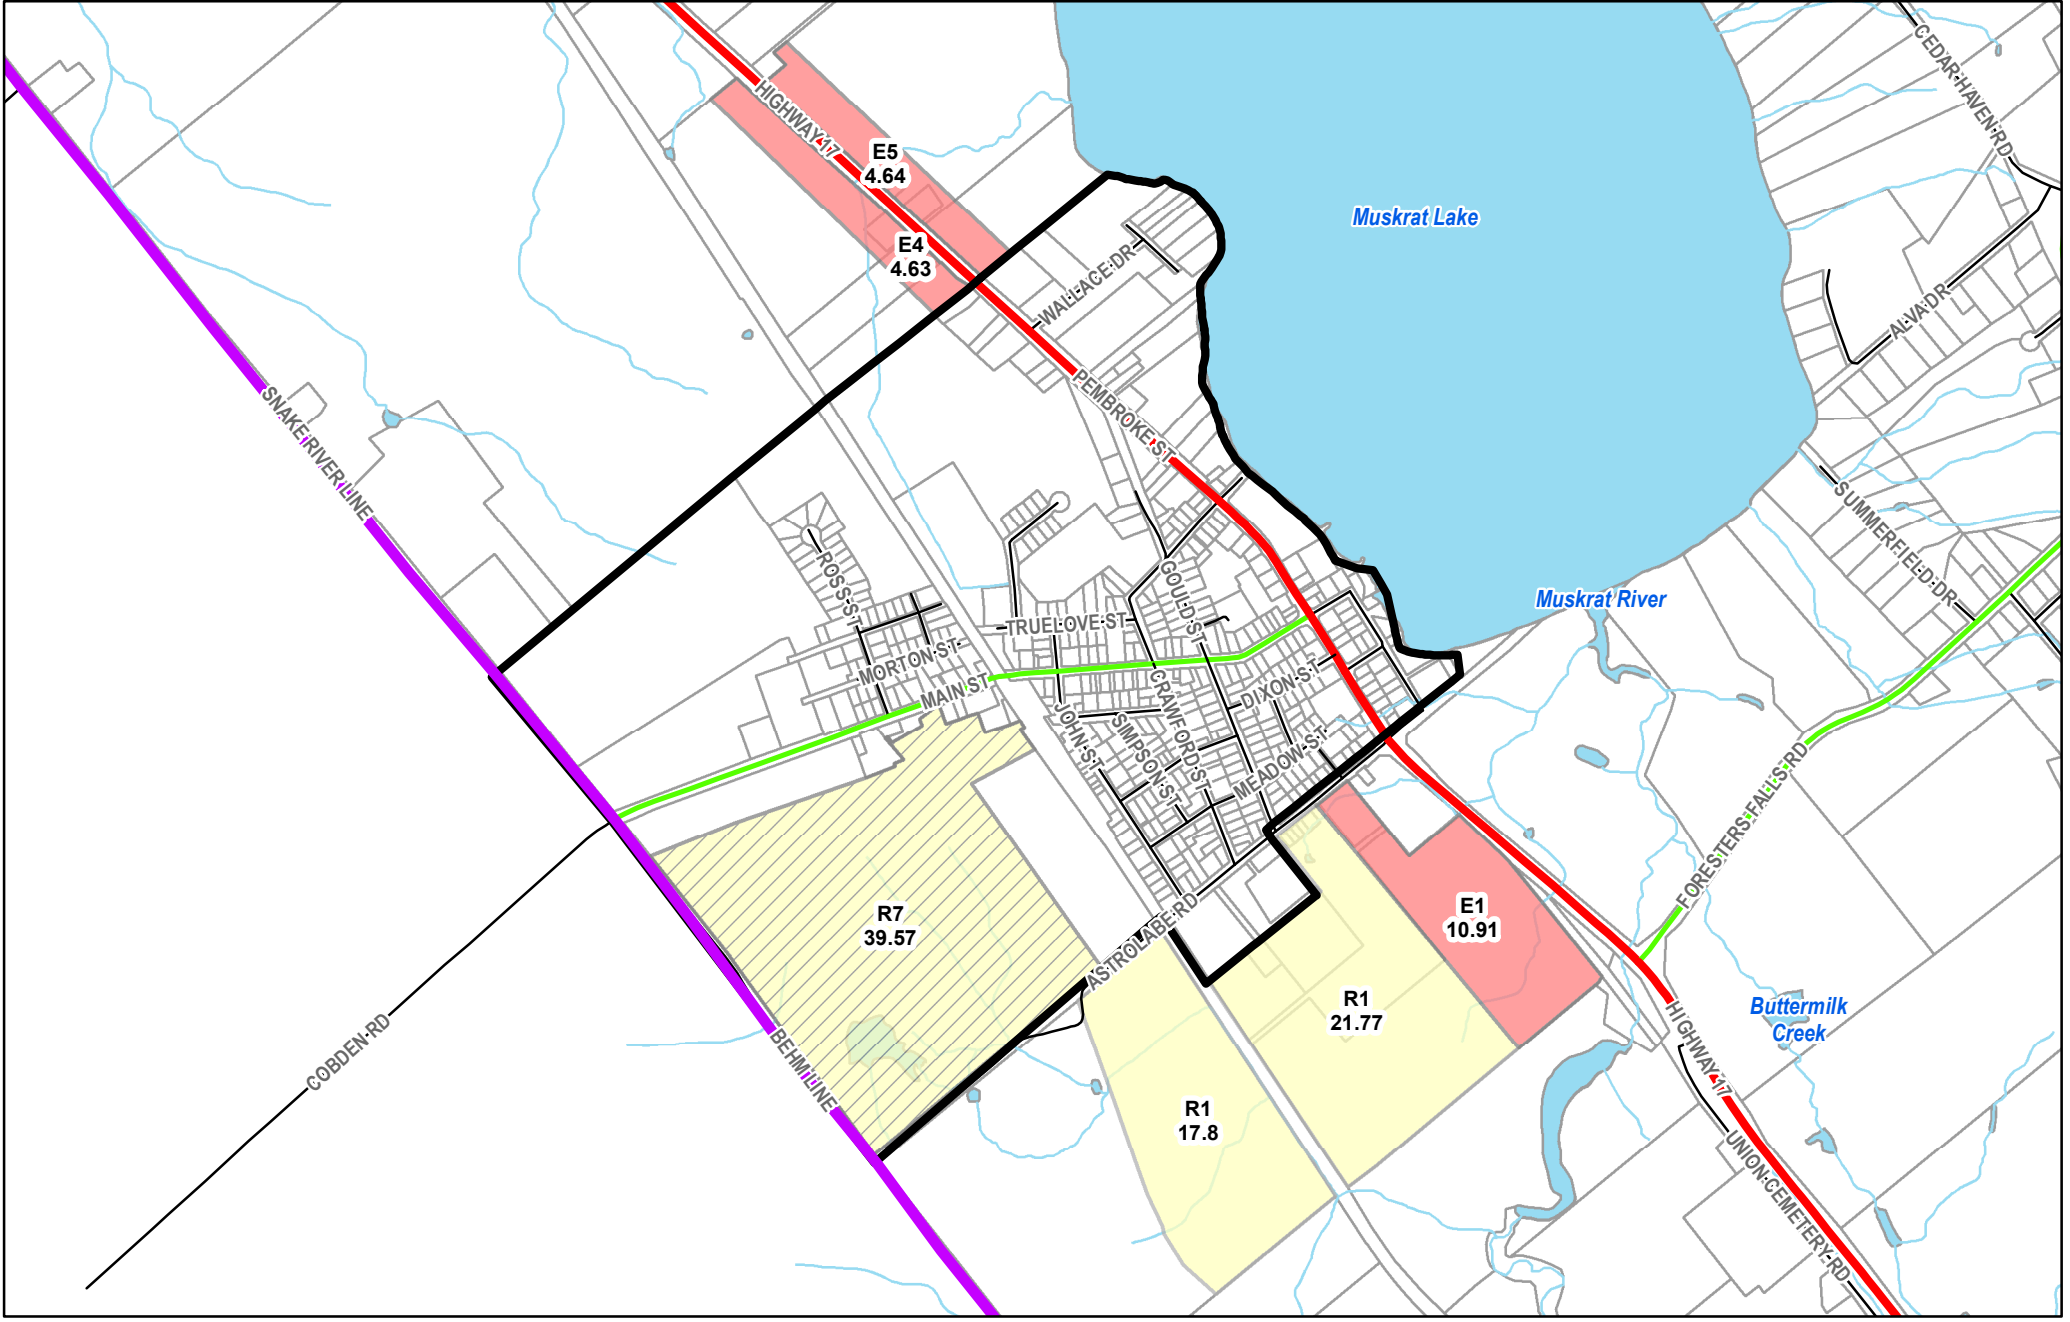 CEDAR HAVEN RD
HIGHWAY 17
E5
4.64
Muskrat Lake
E4
4.63
WALLACE DR
ALVA DR
PEMBROKE ST
SNAKE RIVER LINE
SUMMERFIELD DR
Muskrat River
ROSS ST
GOULD ST
TRUELOVE ST
MORTON ST
MAIN ST
DIXON ST
CRAWFORD ST
JOHN ST
SIMPSON ST
MEADOW ST
FORESTERS FALLS RD
R7
39.57
E1
10.91
ASTROLABE RD
R1
21.77
Buttermilk
Creek
HIGHWAY 17
COBDEN RD
BEHM LINE
R1
17.8
UNION CEMETERY RD